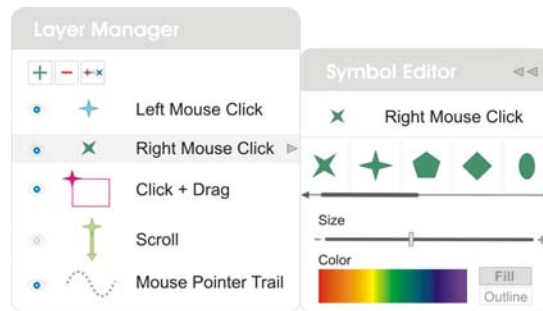 Layer Manager
Left Mouse Click
Right Mouse Click
Click + Drag
Scroll
Mouse Pointer Trail
Symbol Editor
Right Mouse Click
Size
Color
Fill
Outline